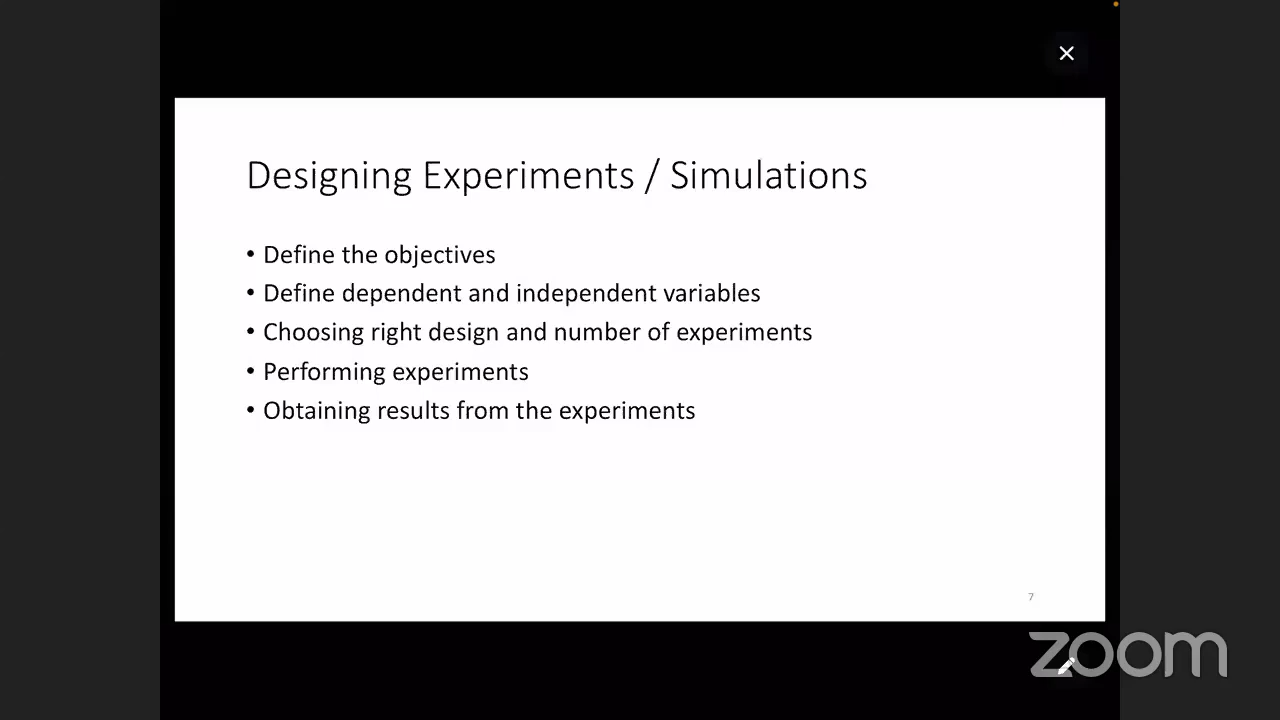 Designing Experiments / Simulations
• Define the objectives
• Define dependent and independent variables
• Choosing right design and number of experiments
• Performing experiments
• Obtaining results from the experiments
7
zoom